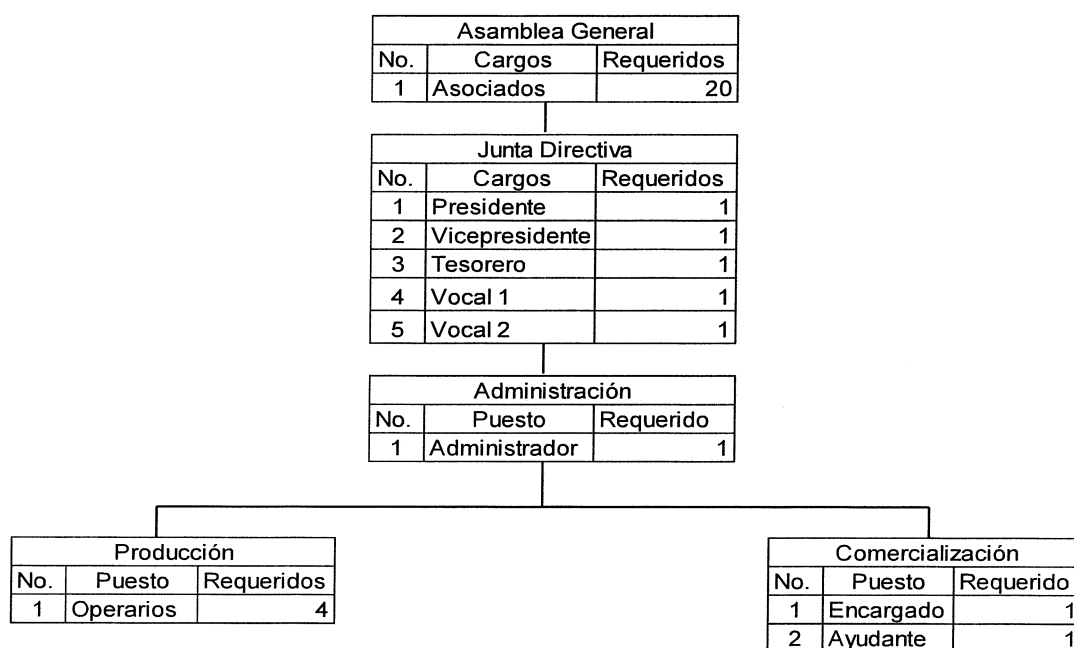 Asamblea General
No. Cargos Requeridos
1 Asociados 20
Junta Directiva
No. Cargos Requeridos
1 Presidente 1
2 Vicepresidente 1
3 Tesorero 1
4 Vocal 1 1
5 Vocal 2 1
Administración
No. Puesto Requerido
1 Administrador 1
Producción
No. Puesto Requeridos
1 Operarios 4
Comercialización
No. Puesto Requerido
1 Encargado 1
2 Ayudante 1